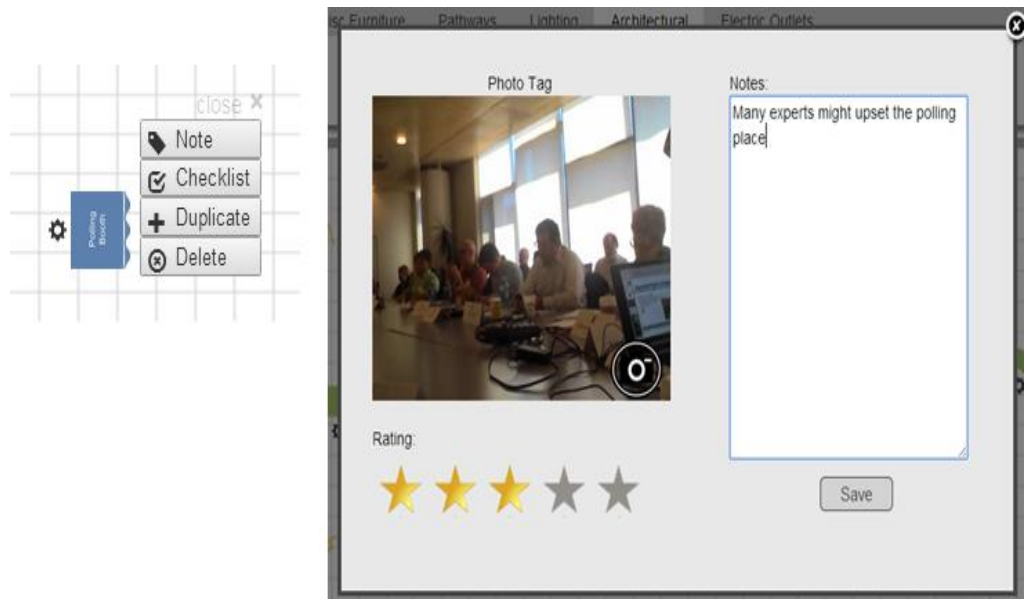 close ×
Note
Checklist
Duplicate
Delete
Polling
Booth
isc Furniture Pathways Lighting Architectural Electric Outlets
Photo Tag
Notes:
Many experts might upset the polling
place
Rating:
Save